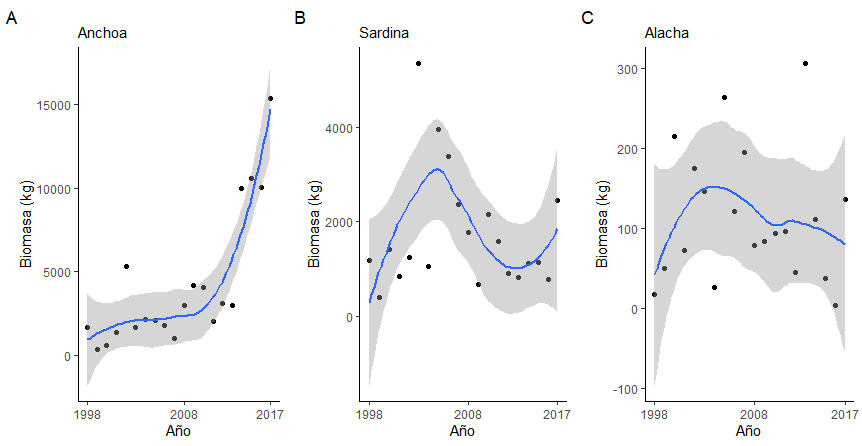 A
Anchoa
Biomasa (kg)
15000
10000
5000
0
1998
2008
2017
Año
B
Sardina
Biomasa (kg)
4000
2000
0
1998
2008
2017
Año
C
Alacha
Biomasa (kg)
300
200
100
0
-100
1998
2008
2017
Año